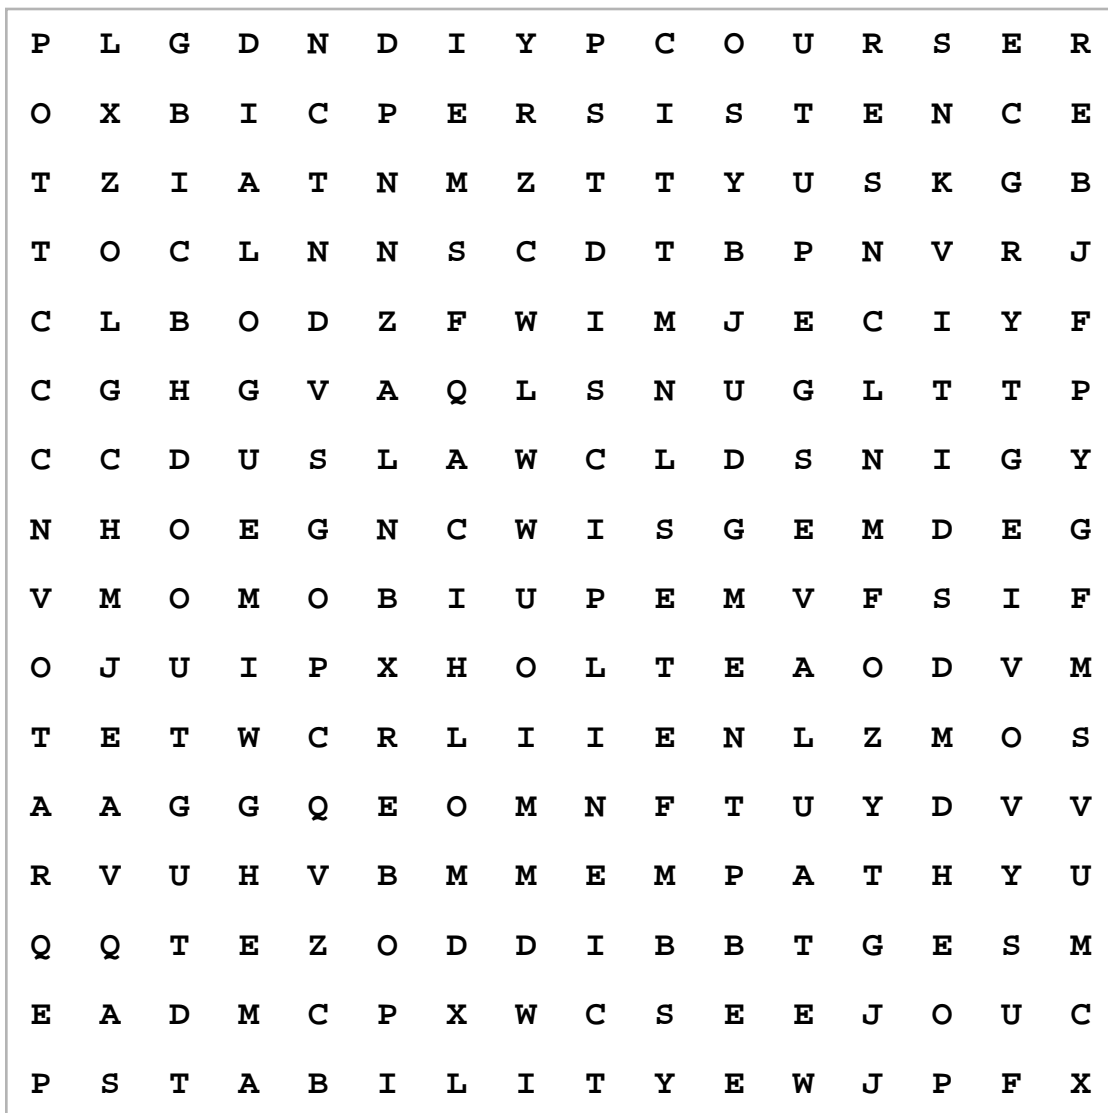 P L G D N D I Y P C O U R S E R
O X B I C P E R S I S T E N C E
T Z I A T N M Z T T Y U S K G B
T O C L N N S C D T B P N V R J
C L B O D Z F W I M J E C I Y F
C G H G V A Q L S N U G L T T P
C C D U S L A W C L D S N I G Y
N H O E G N C W I S G E M D E G
V M O M O B I U P E M V F S I F
O J U I P X H O L T E A O D V M
T E T W C R L I I E N L Z M O S
A A G G Q E O M N F T U Y D V V
R V U H V B M M E M P A T H Y U
Q Q T E Z O D D I B B T G E S M
E A D M C P X W C S E E J O U C
P S T A B I L I T Y E W J P F X